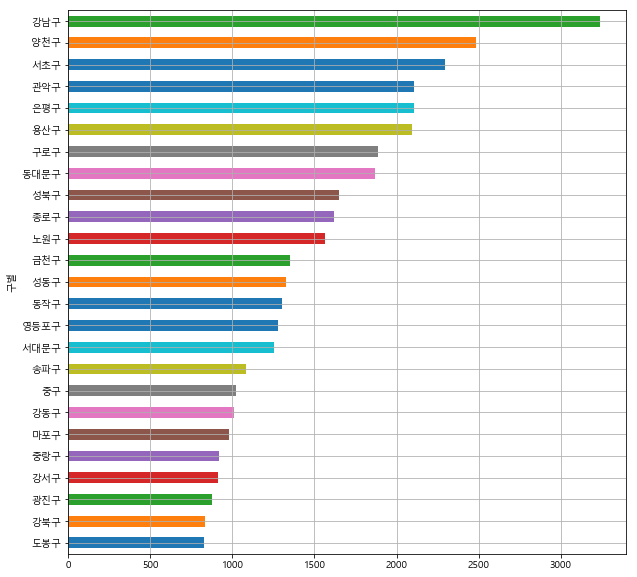 강남구
양천구
서초구
관악구
은평구
용산구
구로구
동대문구
성북구
종로구
노원구
금천구
성동구
동작구
영등포구
서대문구
송파구
중구
강동구
마포구
중랑구
강서구
광진구
강북구
도봉구
구별
0 500 1000 1500 2000 2500 3000